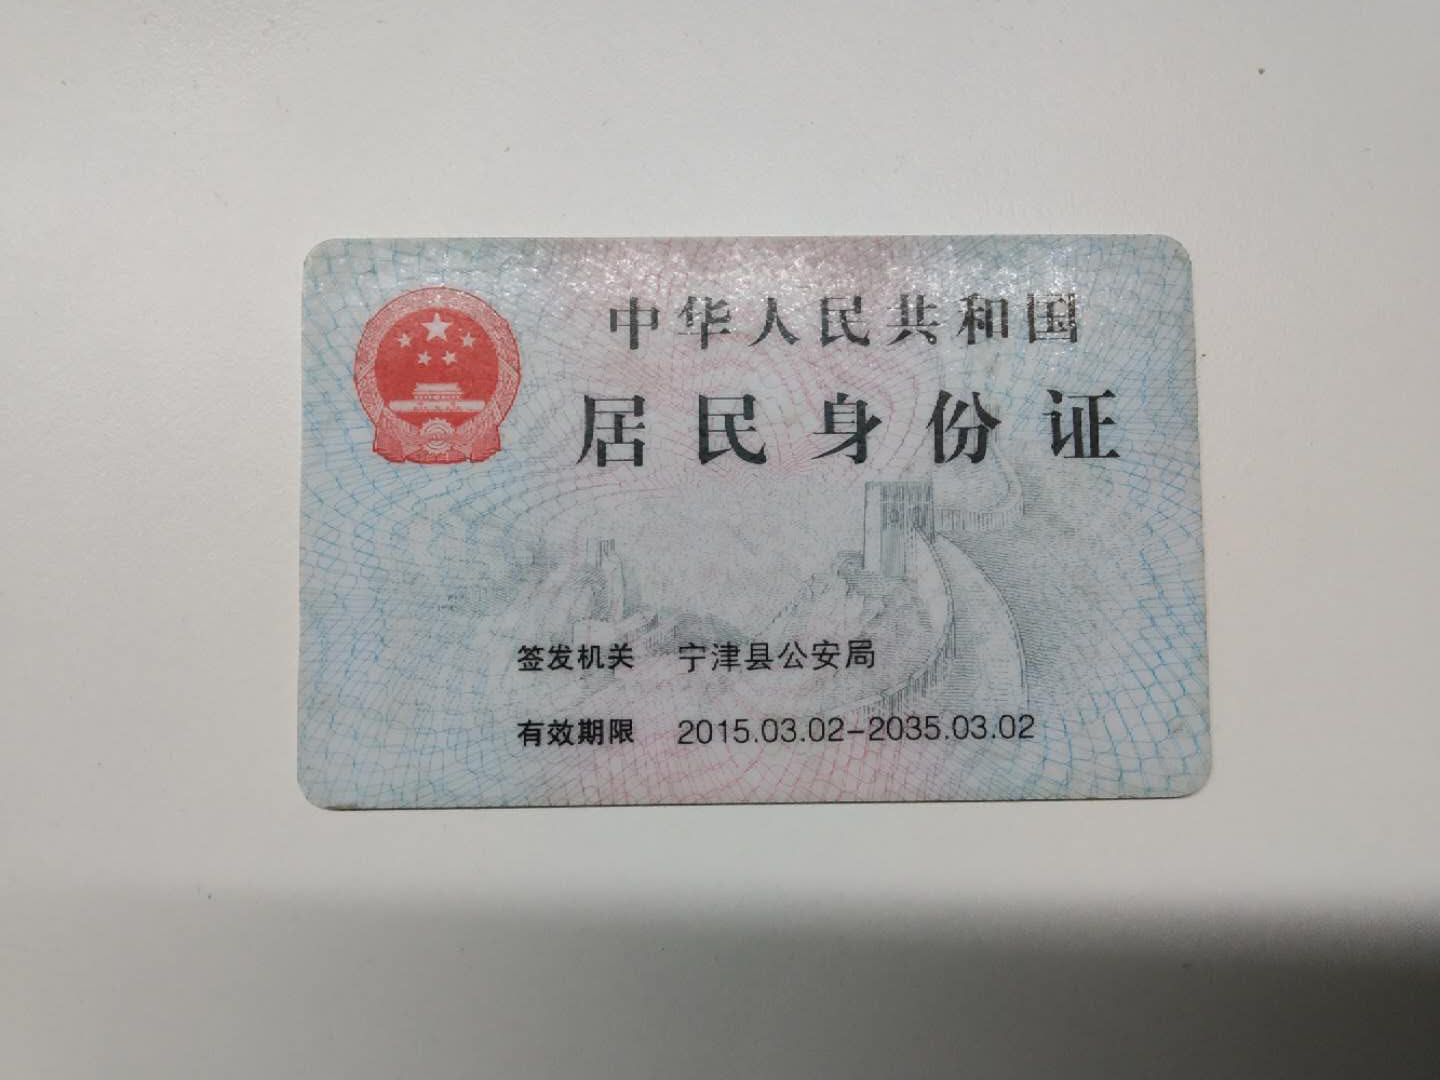 中华人民共和国
居民身份证
签发机关 宁津县公安局
有效期限 2015.03.02-2035.03.02